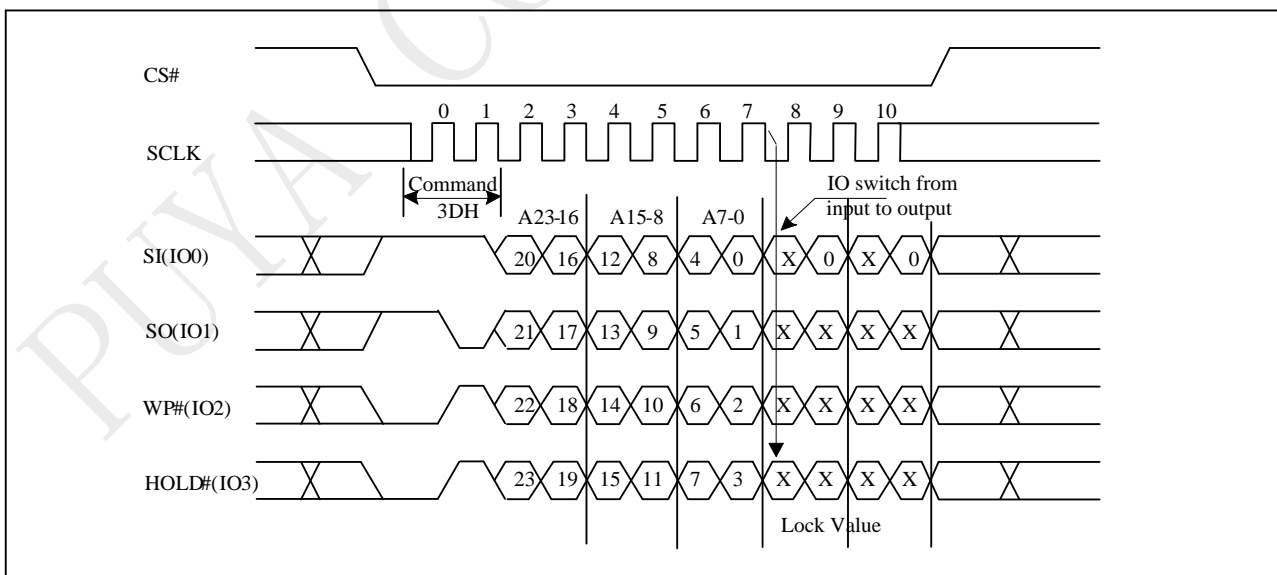 PUYA CO
CS#
0 1 2 3 4 5 6 7 8 9 10
SCLK
Command
3DH
IO switch from
input to output
A23-16 A15-8 A7-0
SI(IO0) 20 16 12 8 4 0 X 0 X 0
SO(IO1) 21 17 13 9 5 1 X X X X
WP#(IO2) 22 18 14 10 6 2 X X X X
HOLD#(IO3) 23 19 15 11 7 3 X X X X
Lock Value